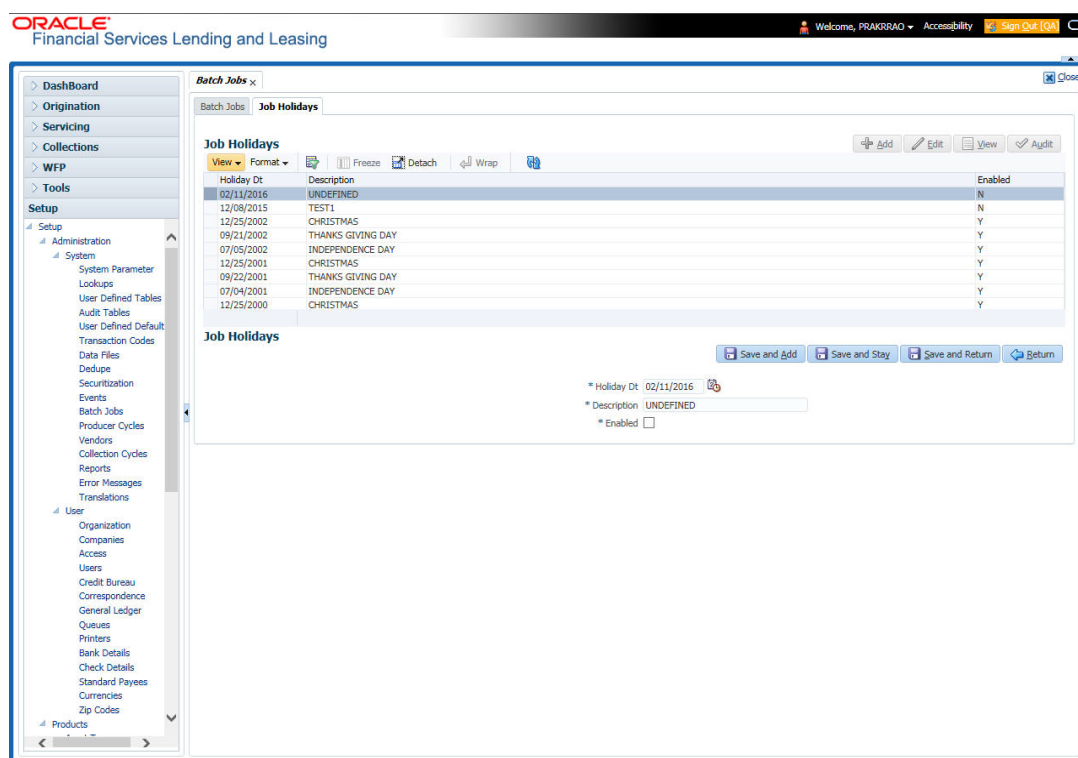 ORACLE®
Financial Services Lending and Leasing
Welcome, PRAKRRAO Accessibility Sign Out [QA]
DashBoard
Origination
Servicing
Collections
WFP
Tools
Setup
Setup
Administration
System
System Parameter
Lookups
User Defined Tables
Audit Tables
User Defined Default
Transaction Codes
Data Files
Dedupe
Securitization
Events
Batch Jobs
Producer Cycles
Vendors
Collection Cycles
Reports
Error Messages
Translations
User
Organization
Companies
Access
Users
Credit Bureau
Correspondence
General Ledger
Queues
Printers
Bank Details
Check Details
Standard Payees
Currencies
Zip Codes
Products
Batch Jobs x
Close
Batch Jobs Job Holidays
Job Holidays
Add Edit View Audit
View Format Freeze Detach Wrap
Holiday Dt Description Enabled
02/11/2016 UNDEFINED N
12/08/2015 TEST1 N
12/25/2002 CHRISTMAS Y
09/21/2002 THANKS GIVING DAY Y
07/05/2002 INDEPENDENCE DAY Y
12/25/2001 CHRISTMAS Y
09/22/2001 THANKS GIVING DAY Y
07/04/2001 INDEPENDENCE DAY Y
12/25/2000 CHRISTMAS Y
Job Holidays
Save and Add Save and Stay Save and Return Return
* Holiday Dt 02/11/2016
* Description UNDEFINED
* Enabled